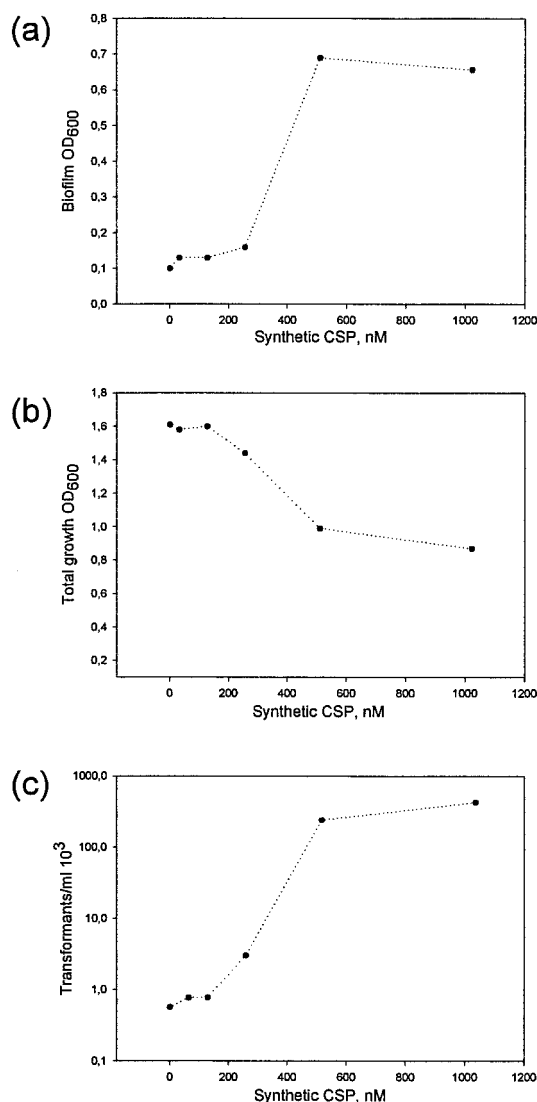 (a)
0,8
0,7
0,6
0,5
0,4
0,3
0,2
0,1
0,0
Biofilm OD600
0 200 400 600 800 1000 1200
Synthetic CSP, nM
(b)
1,8
1,6
1,4
1,2
1,0
0,8
0,6
0,4
0,2
Total growth OD600
0 200 400 600 800 1000 1200
Synthetic CSP, nM
(c)
1000,0
100,0
10,0
1,0
0,1
Transformants/ml 10³
0 200 400 600 800 1000 1200
Synthetic CSP, nM